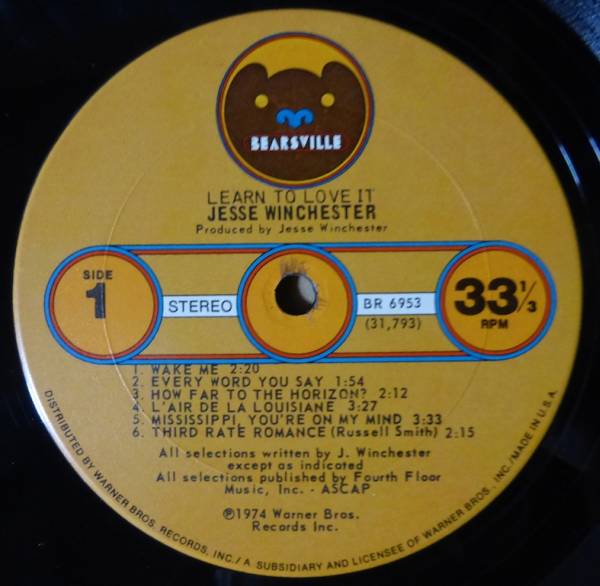 BEARSVILLE
LEARN TO LOVE IT
JESSE WINCHESTER
Produced by Jesse Winchester
SIDE
1
STEREO
BR 6953
(31,793)
33 1/3
RPM
1. WAKE ME 2:20
2. EVERY WORD YOU SAY 1:54
3. HOW FAR TO THE HORIZON? 2:12
4. L'AIR DE LA LOUISIANE 3:27
5. MISSISSIPPI, YOU'RE ON MY MIND 3:33
6. THIRD RATE ROMANCE (Russell Smith) 2:15
All selections written by J. Winchester
except as indicated
All selections published by Fourth Floor
Music, Inc. - ASCAP
℗1974 Warner Bros.
Records Inc.
DISTRIBUTED BY WARNER BROS. RECORDS, INC./A SUBSIDIARY AND LICENSEE OF WARNER BROS., INC./MADE IN U.S.A.